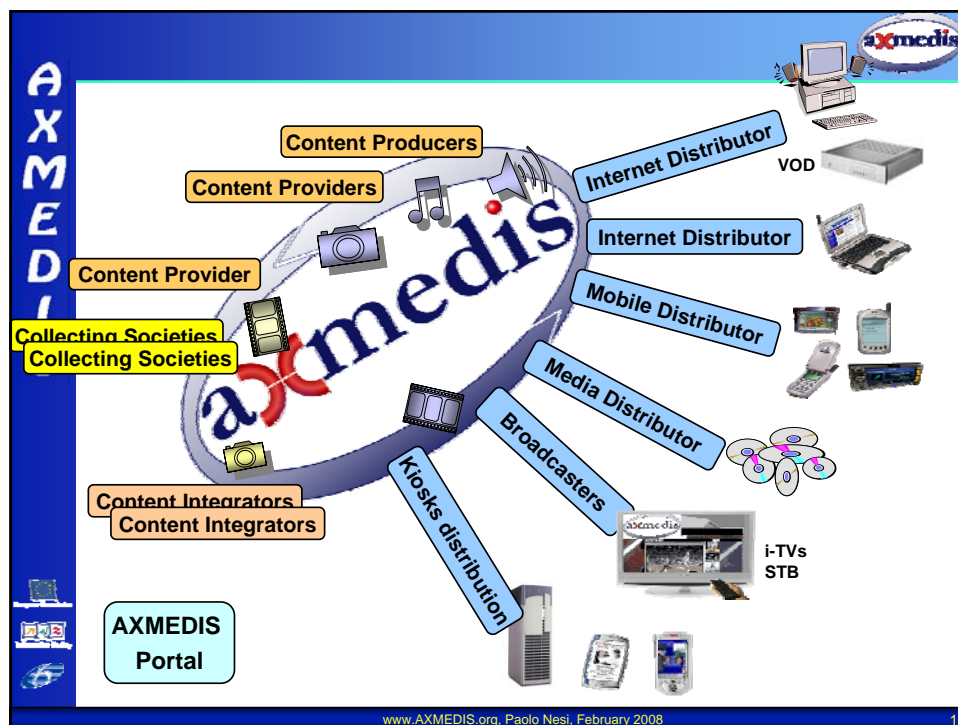 axmedis
AXMEDIS
Content Producers
Content Providers
Content Provider
Collecting Societies
Collecting Societies
Content Integrators
Content Integrators
axmedis
Internet Distributor
VOD
Internet Distributor
Mobile Distributor
Media Distributor
Broadcasters
Kiosks distribution
axmedis
i-TVs
STB
AXMEDIS
Portal
www.AXMEDIS.org, Paolo Nesi, February 2008
1